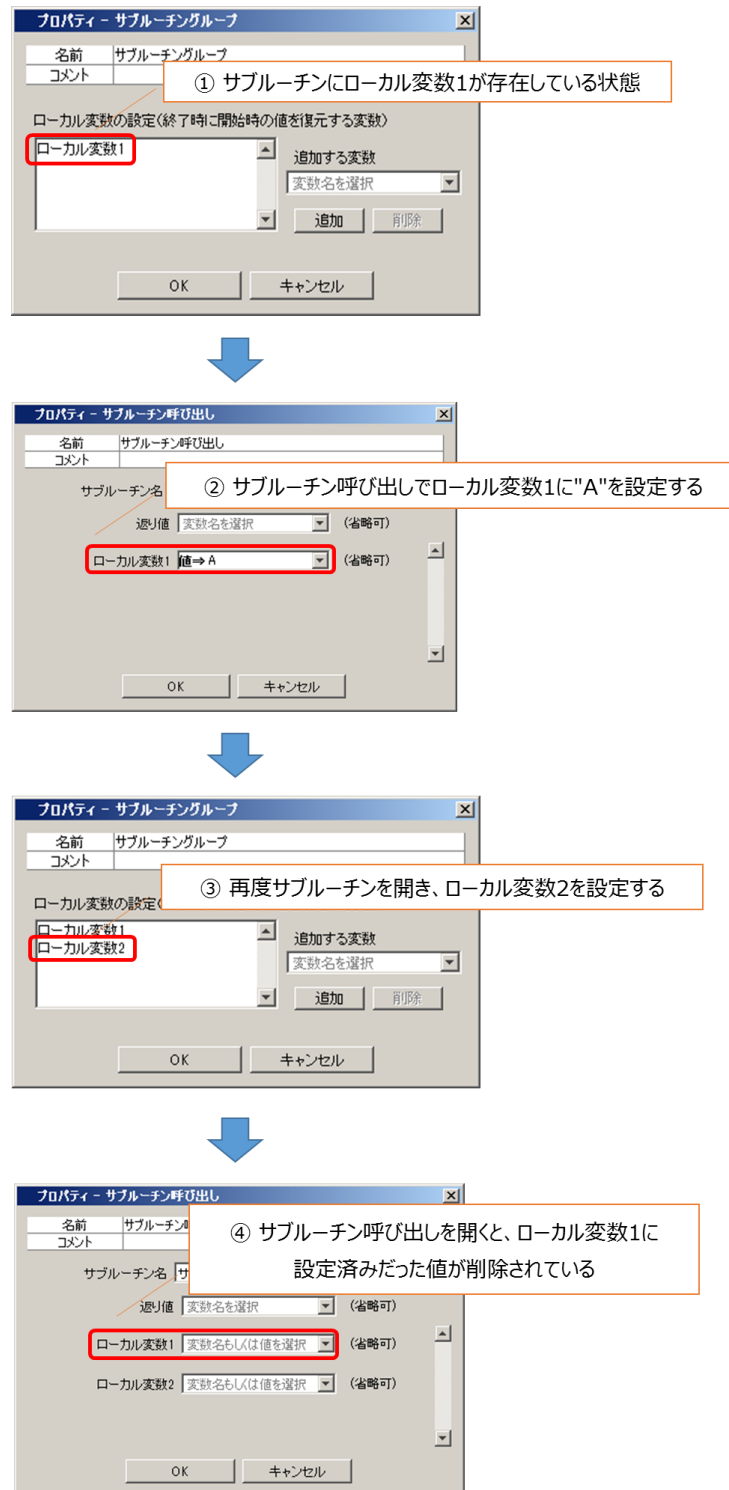 プロパティ - サブルーチングループ
名前 サブルーチングループ
コメント
① サブルーチンにローカル変数1が存在している状態
ローカル変数の設定(終了時に開始時の値を復元する変数)
ローカル変数1
追加する変数
変数名を選択
追加 削除
OK キャンセル
プロパティ - サブルーチン呼び出し
名前 サブルーチン呼び出し
コメント
② サブルーチン呼び出しでローカル変数1に"A"を設定する
サブルーチン名
返り値 変数名を選択 (省略可)
ローカル変数1 値⇒A (省略可)
OK キャンセル
プロパティ - サブルーチングループ
名前 サブルーチングループ
コメント
③ 再度サブルーチンを開き、ローカル変数2を設定する
ローカル変数の設定
ローカル変数1
ローカル変数2
追加する変数
変数名を選択
追加 削除
OK キャンセル
プロパティ - サブルーチン呼び出し
名前 サブルーチン
コメント
④ サブルーチン呼び出しを開くと、ローカル変数1に
設定済みだった値が削除されている
サブルーチン名 サ
返り値 変数名を選択 (省略可)
ローカル変数1 変数名もしくは値を選択 (省略可)
ローカル変数2 変数名もしくは値を選択 (省略可)
OK キャンセル